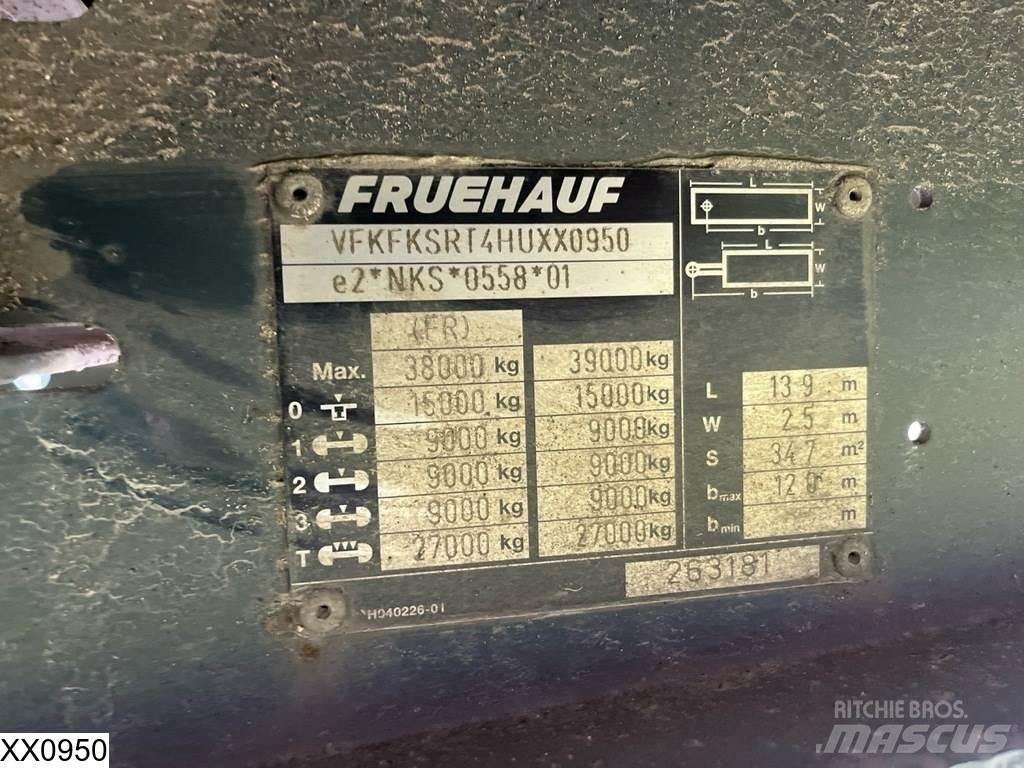 FRUEHAUF
VFKFKSRT4HUXX0950
e2*NKS*0558*01
(FR)
Max. 38000 kg 39000 kg
0 15000 kg 15000 kg
1 9000 kg 9000 kg
2 9000 kg 9000 kg
3 9000 kg 9000 kg
T 27000 kg 27000 kg
L
W
b
L
W
b
L 13 9 m
W 2 5 m
S 34 7 m²
b max 12 0 m
b min m
263181
H040226-01
RITCHIE BROS.
MASCUS
XX0950